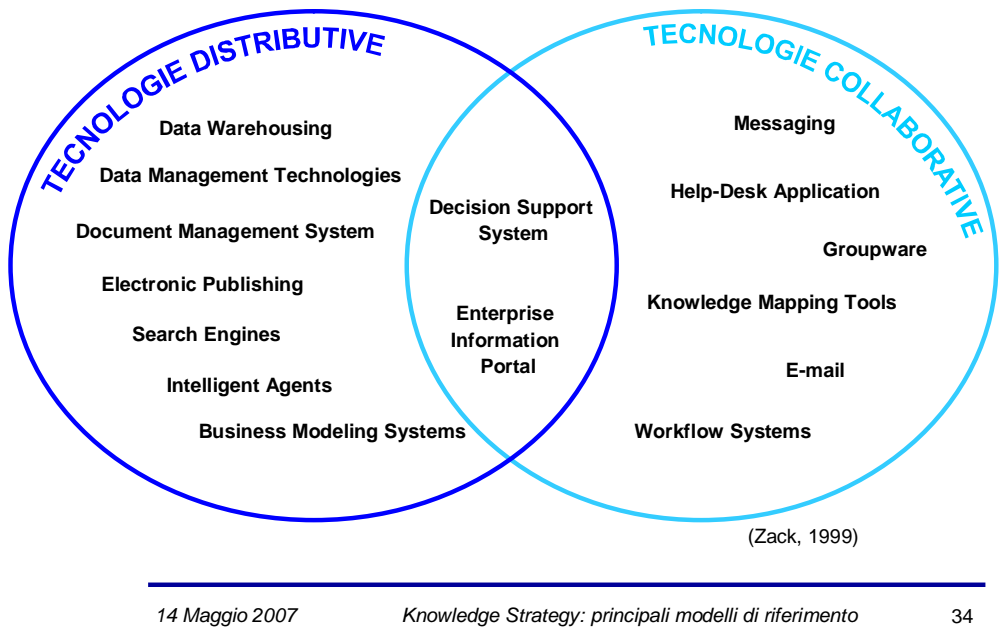 TECNOLOGIE DISTRIBUTIVE
Data Warehousing
Data Management Technologies
Document Management System
Electronic Publishing
Search Engines
Intelligent Agents
Business Modeling Systems
Decision Support
System
Enterprise
Information
Portal
TECNOLOGIE COLLABORATIVE
Messaging
Help-Desk Application
Groupware
Knowledge Mapping Tools
E-mail
Workflow Systems
(Zack, 1999)
14 Maggio 2007
Knowledge Strategy: principali modelli di riferimento
34